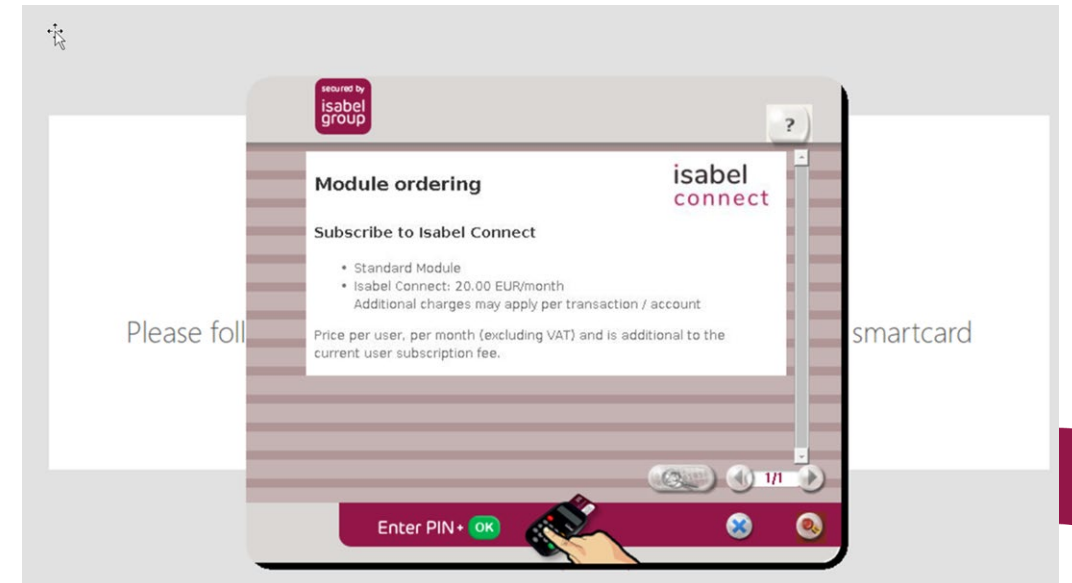 secured by
isabel
group
?
Module ordering
isabel
connect
Subscribe to Isabel Connect
• Standard Module
• Isabel Connect: 20.00 EUR/month
Additional charges may apply per transaction / account
Please foll
smartcard
Price per user, per month (excluding VAT) and is additional to the
current user subscription fee.
1/1
Enter PIN+ OK